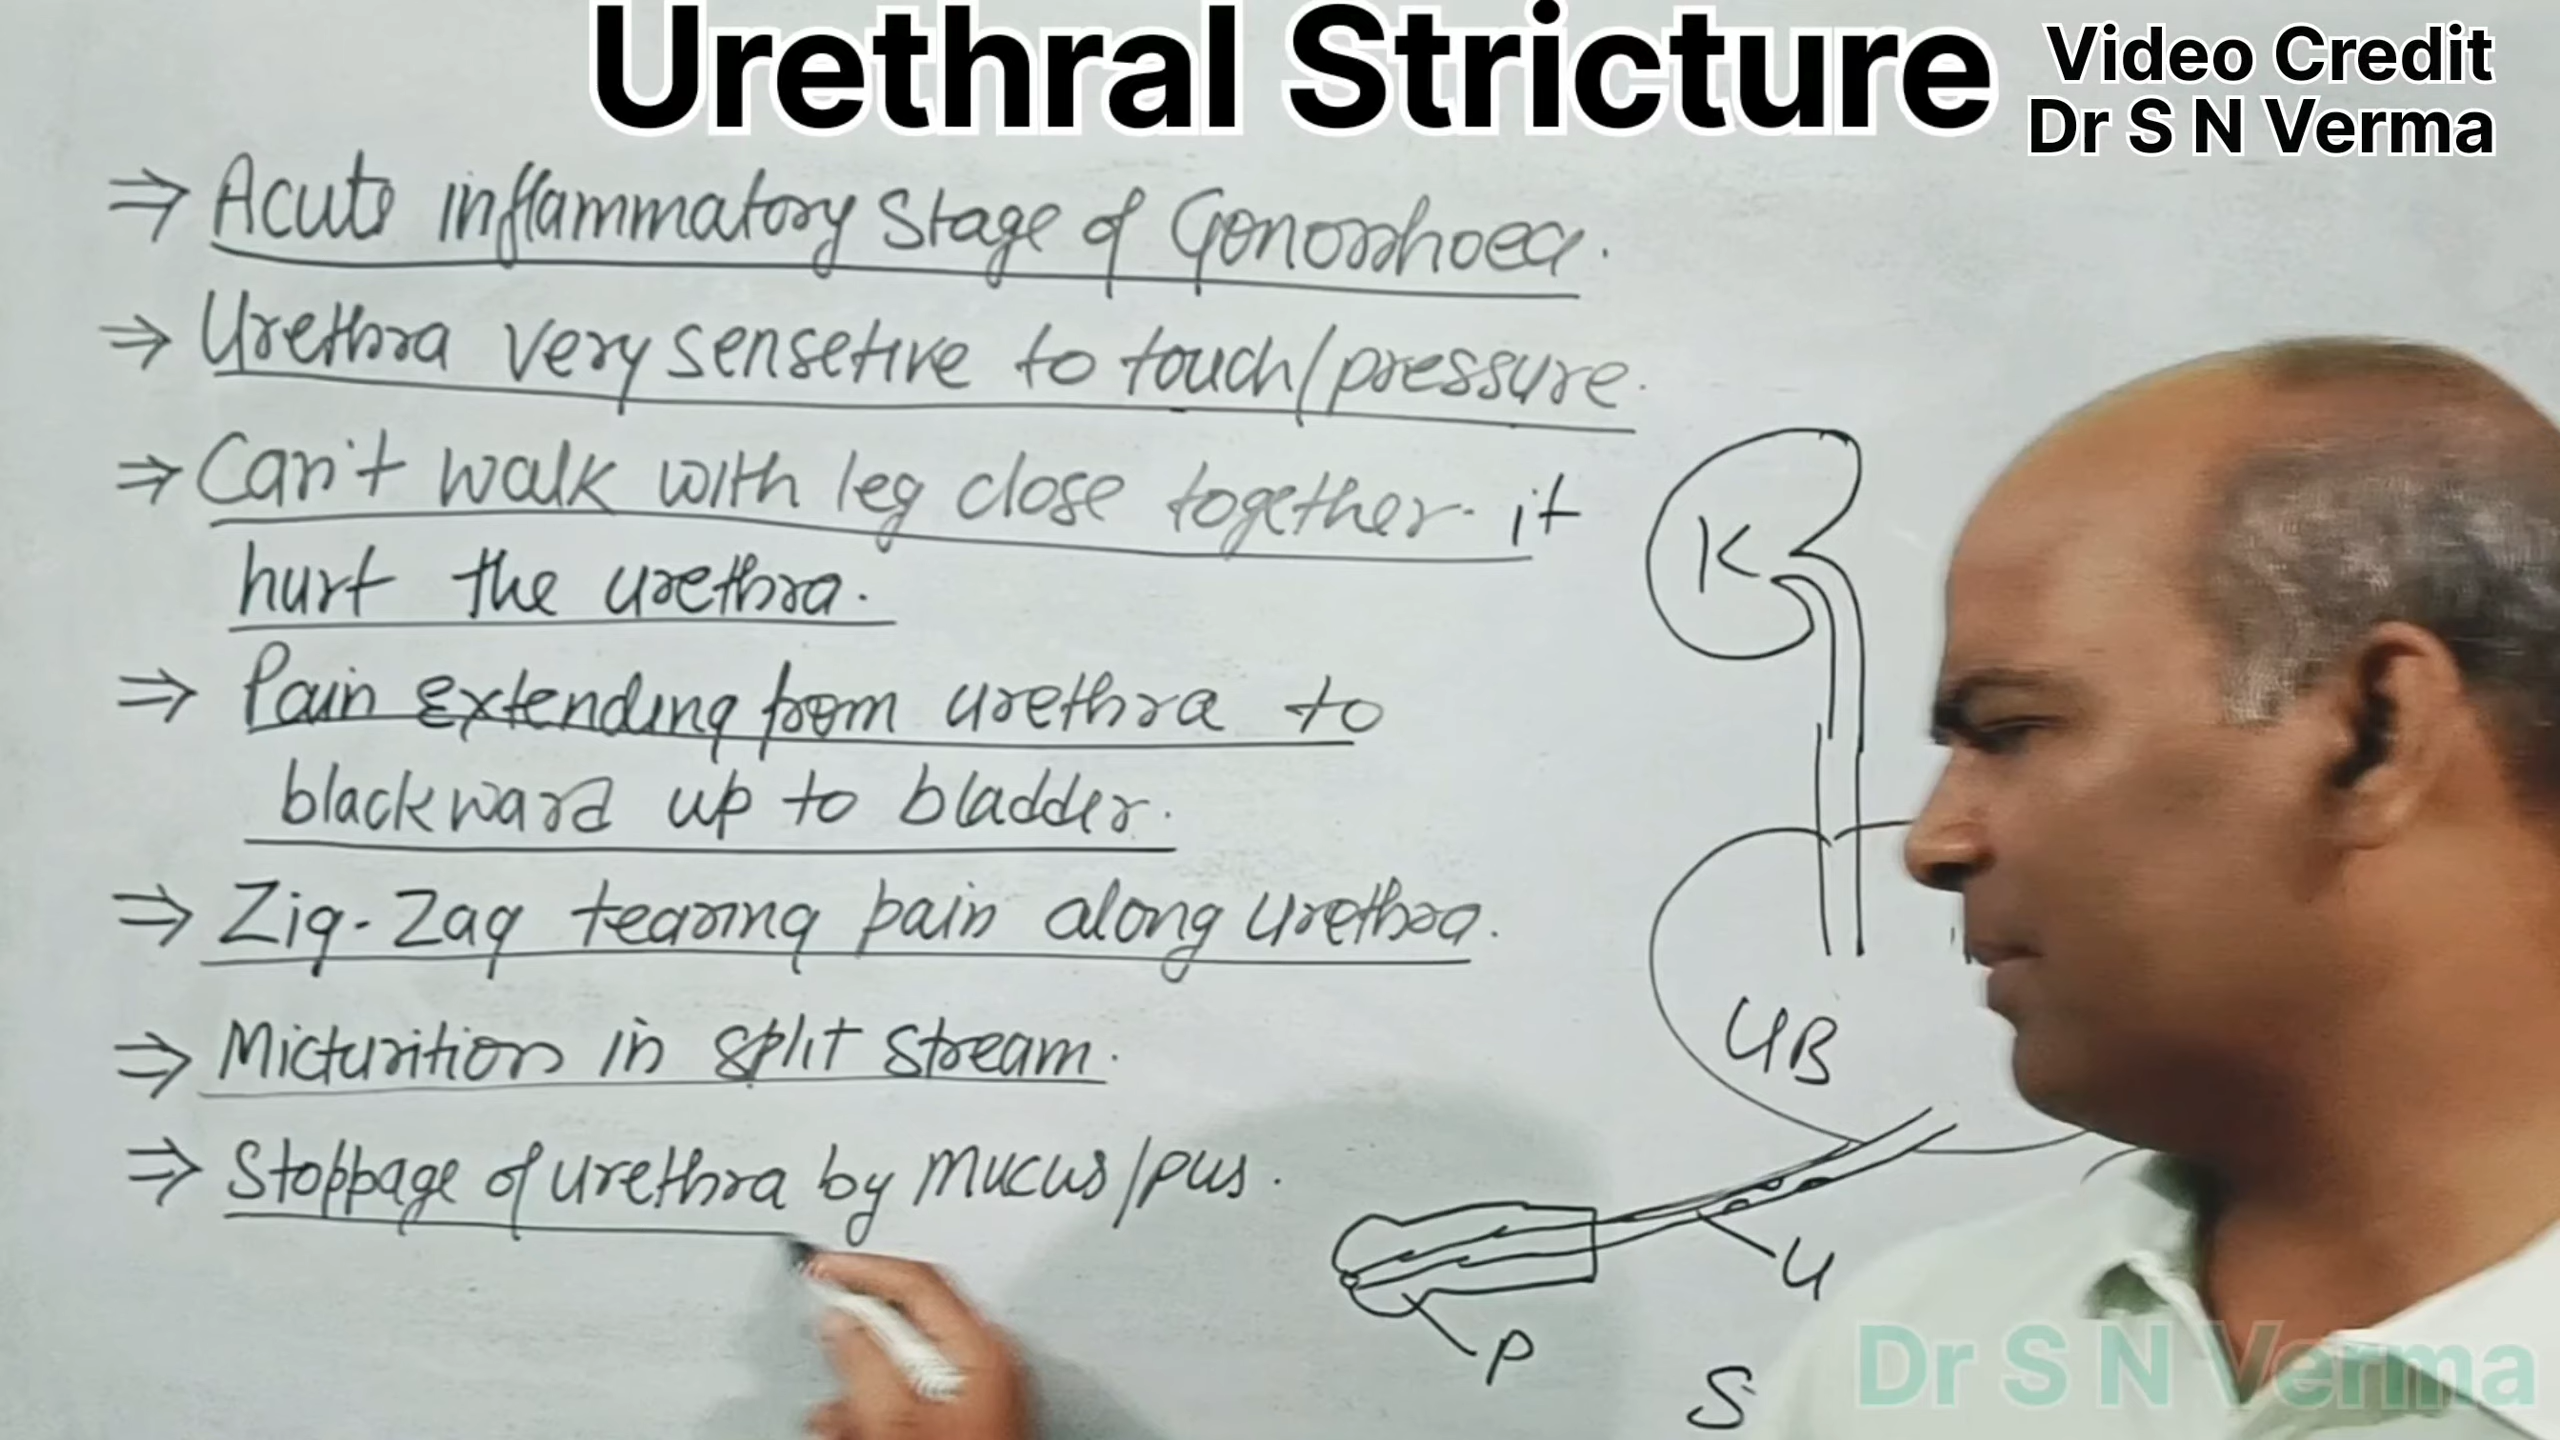 Urethral Stricture
Video Credit
Dr S N Verma
⇒ Acute inflammatory Stage of Gonorrhoea.
⇒ Urethra very sensetive to touch/pressure.
⇒ Can't walk with leg close together. it
hurt the urethra.
⇒ Pain Extending from urethra to
blackward up to bladder.
⇒ Zig-Zag tearing pain along urethra.
⇒ Micturition in split stream.
⇒ Stoppage of urethra by Mucus/pus.
K
UB
U
P
S
Dr S N Verma